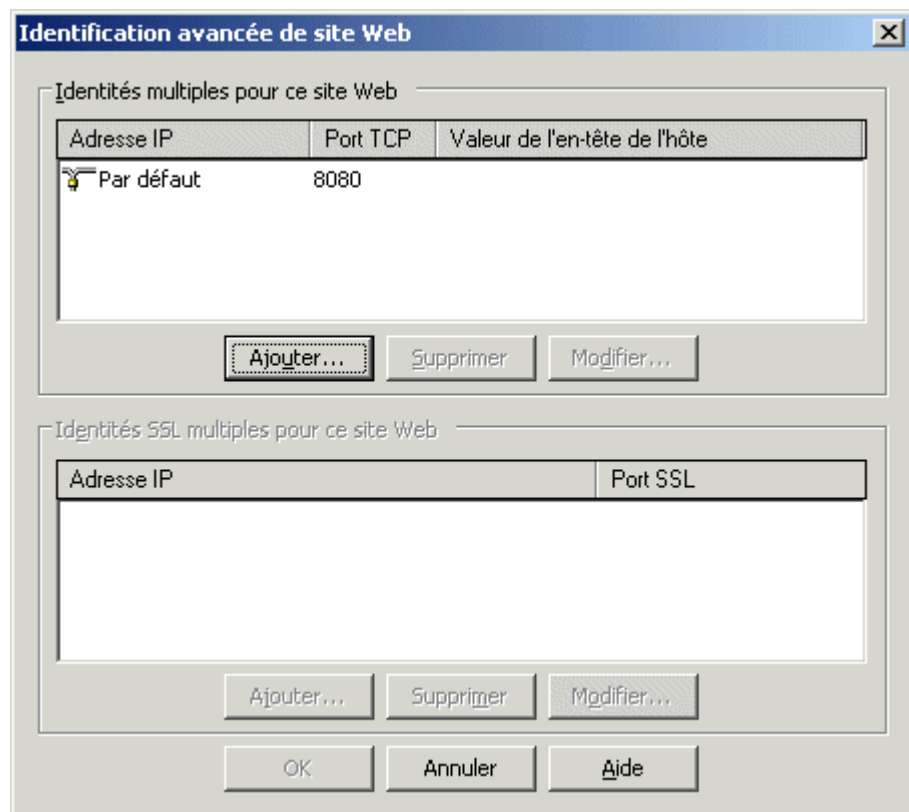 Identification avancée de site Web
Identités multiples pour ce site Web
Adresse IP Port TCP Valeur de l'en-tête de l'hôte
Par défaut 8080
Ajouter... Supprimer Modifier...
Identités SSL multiples pour ce site Web
Adresse IP Port SSL
Ajouter... Supprimer Modifier...
OK Annuler Aide